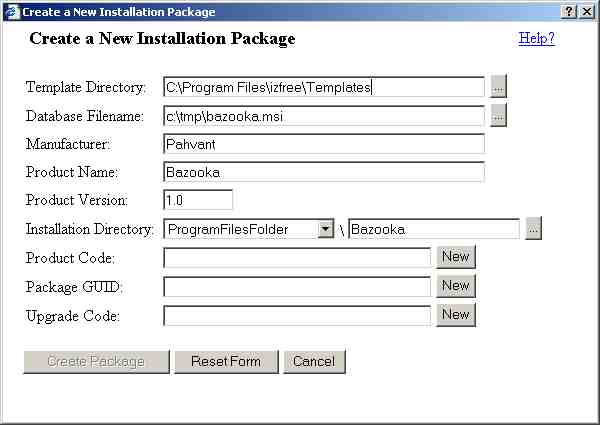 Create a New Installation Package
Create a New Installation Package Help?
Template Directory: C:\Program Files\izfree\Templates ...
Database Filename: c:\tmp\bazooka.msi ...
Manufacturer: Pahvant
Product Name: Bazooka
Product Version: 1.0
Installation Directory: ProgramFilesFolder \ Bazooka ...
Product Code: New
Package GUID: New
Upgrade Code: New
Create Package Reset Form Cancel